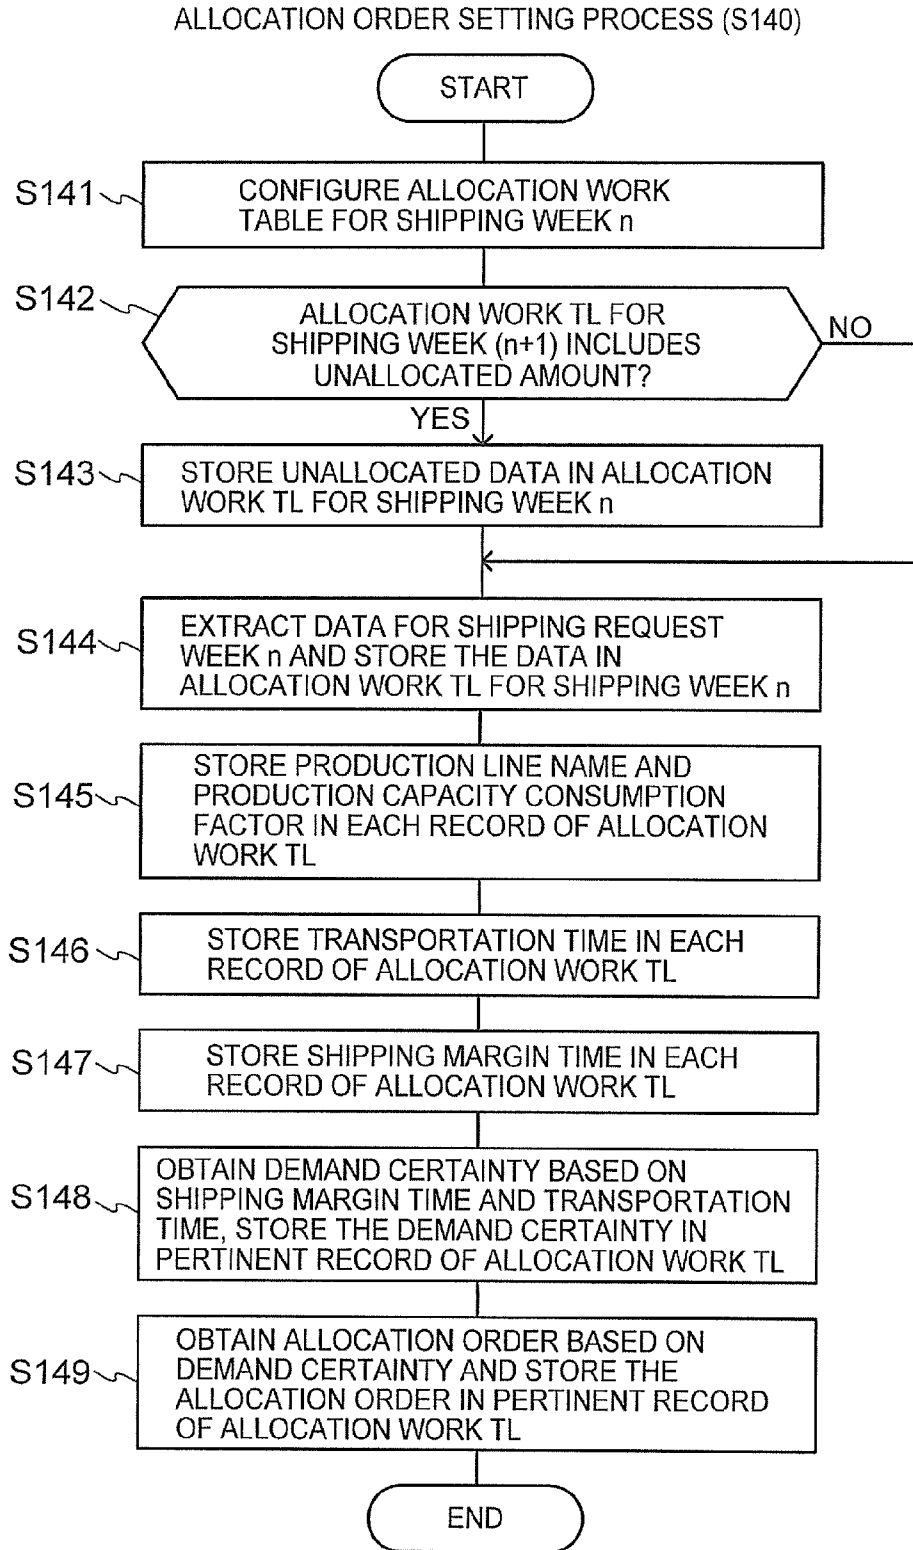 ALLOCATION ORDER SETTING PROCESS (S140)
START
S141
CONFIGURE ALLOCATION WORK
TABLE FOR SHIPPING WEEK n
S142
ALLOCATION WORK TL FOR
SHIPPING WEEK (n+1) INCLUDES
UNALLOCATED AMOUNT?
NO
YES
S143
STORE UNALLOCATED DATA IN ALLOCATION
WORK TL FOR SHIPPING WEEK n
S144
EXTRACT DATA FOR SHIPPING REQUEST
WEEK n AND STORE THE DATA IN
ALLOCATION WORK TL FOR SHIPPING WEEK n
S145
STORE PRODUCTION LINE NAME AND
PRODUCTION CAPACITY CONSUMPTION
FACTOR IN EACH RECORD OF ALLOCATION
WORK TL
S146
STORE TRANSPORTATION TIME IN EACH
RECORD OF ALLOCATION WORK TL
S147
STORE SHIPPING MARGIN TIME IN EACH
RECORD OF ALLOCATION WORK TL
S148
OBTAIN DEMAND CERTAINTY BASED ON
SHIPPING MARGIN TIME AND TRANSPORTATION
TIME, STORE THE DEMAND CERTAINTY IN
PERTINENT RECORD OF ALLOCATION WORK TL
S149
OBTAIN ALLOCATION ORDER BASED ON
DEMAND CERTAINTY AND STORE THE
ALLOCATION ORDER IN PERTINENT RECORD
OF ALLOCATION WORK TL
END